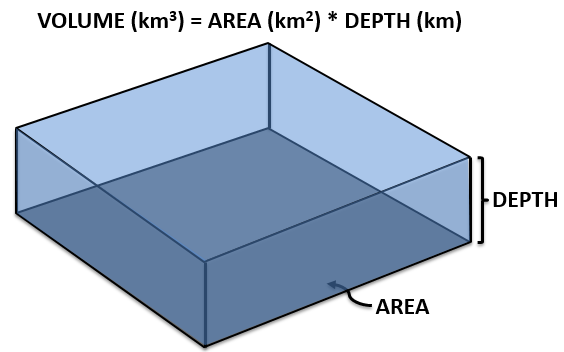 VOLUME (km³) = AREA (km²) * DEPTH (km)
DEPTH
AREA